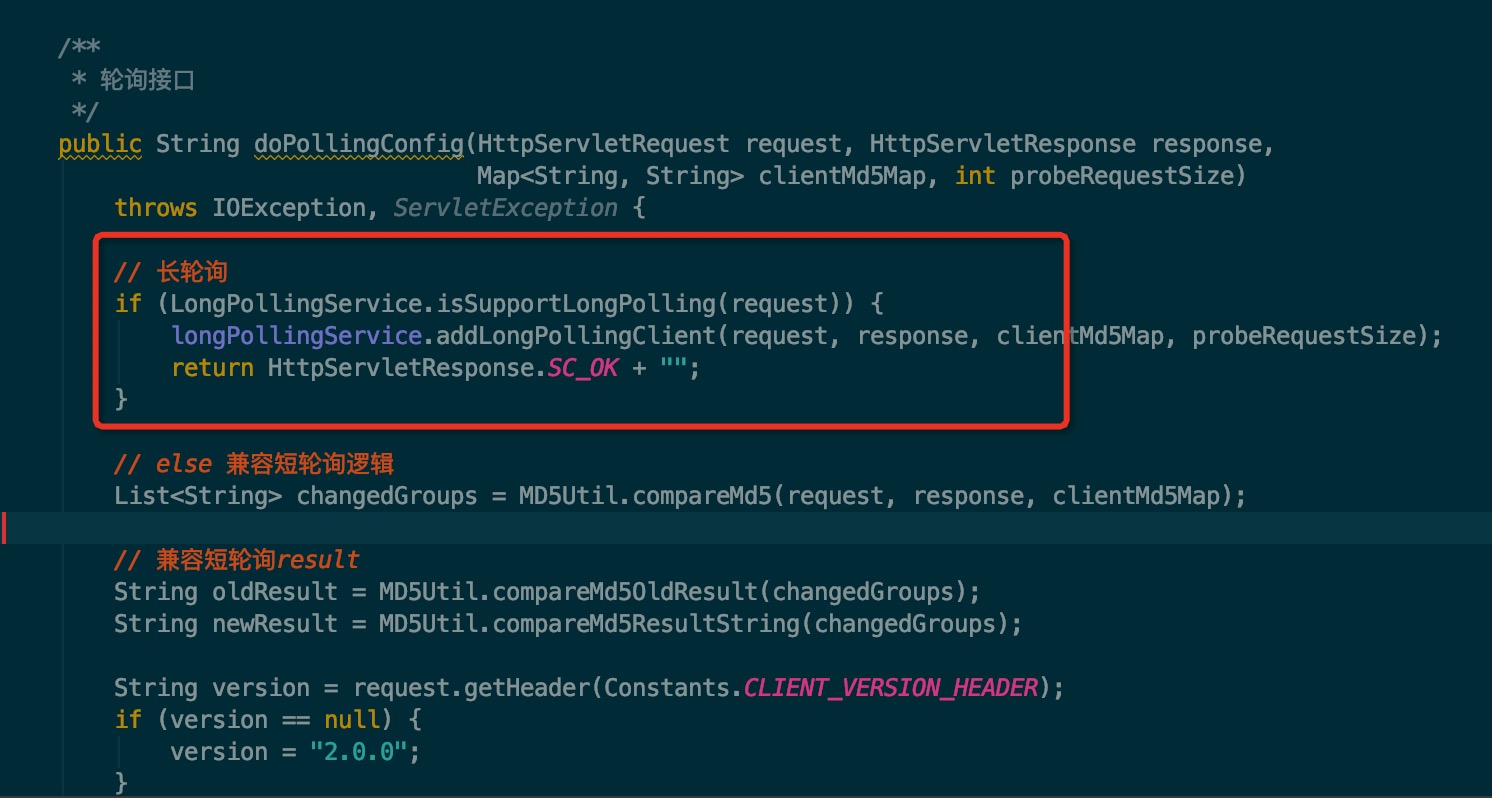 /**
 * 轮询接口
 */
public String doPollingConfig(HttpServletRequest request, HttpServletResponse response,
                              Map<String, String> clientMd5Map, int probeRequestSize)
    throws IOException, ServletException {
    // 长轮询
    if (LongPollingService.isSupportLongPolling(request)) {
        longPollingService.addLongPollingClient(request, response, clientMd5Map, probeRequestSize);
        return HttpServletResponse.SC_OK + "";
    }
    // else 兼容短轮询逻辑
    List<String> changedGroups = MD5Util.compareMd5(request, response, clientMd5Map);
    // 兼容短轮询result
    String oldResult = MD5Util.compareMd5OldResult(changedGroups);
    String newResult = MD5Util.compareMd5ResultString(changedGroups);
    String version = request.getHeader(Constants.CLIENT_VERSION_HEADER);
    if (version == null) {
        version = "2.0.0";
    }